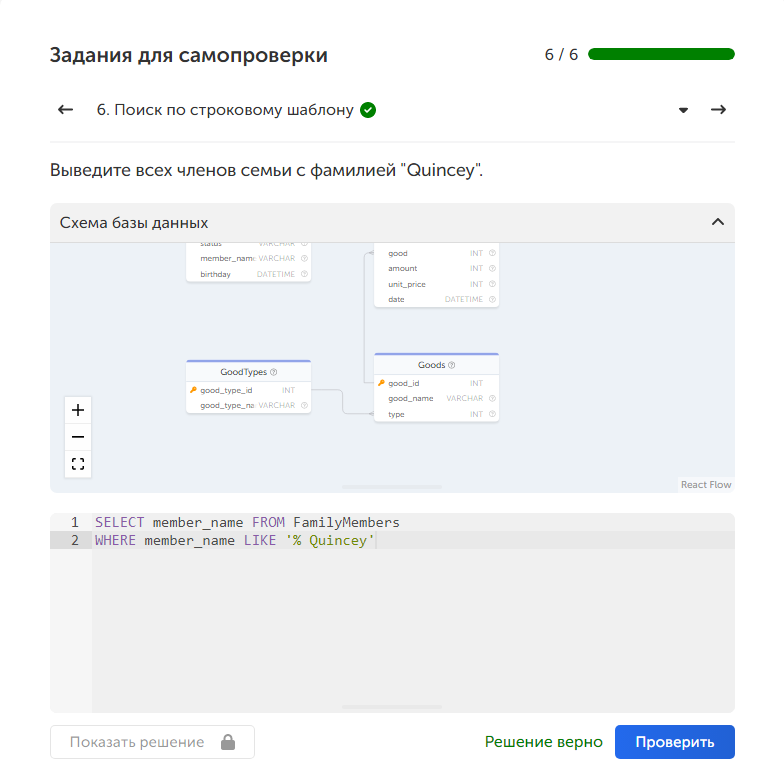 Задания для самопроверки
6 / 6
6. Поиск по строковому шаблону
Выведите всех членов семьи с фамилией "Quincey".
Схема базы данных
status VARCHAR
member_name VARCHAR
birthday DATETIME
good INT
amount INT
unit_price INT
date DATETIME
GoodTypes
good_type_id INT
good_type_na VARCHAR
Goods
good_id INT
good_name VARCHAR
type INT
React Flow
1 SELECT member_name FROM FamilyMembers
2 WHERE member_name LIKE '% Quincey'
Показать решение
Решение верно
Проверить